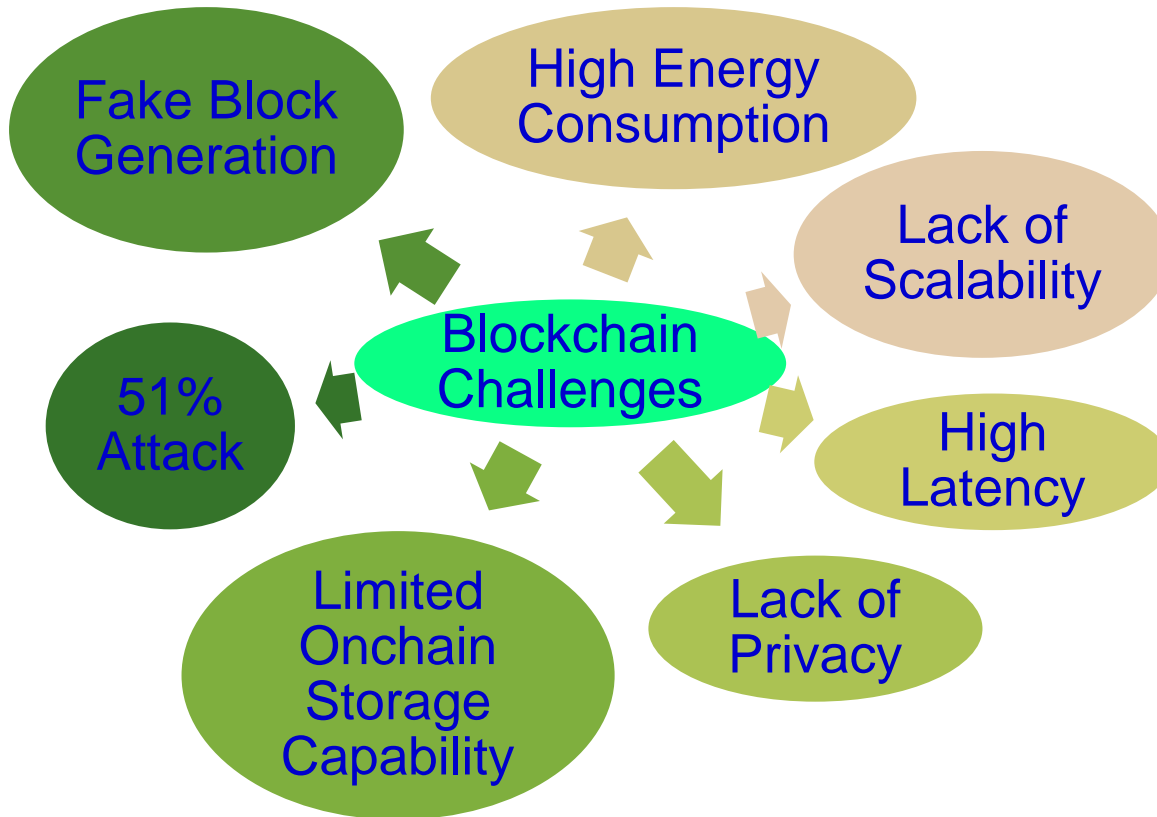 Fake Block
Generation
High Energy
Consumption
Lack of
Scalability
Blockchain
Challenges
51%
Attack
High
Latency
Limited
Onchain
Storage
Capability
Lack of
Privacy